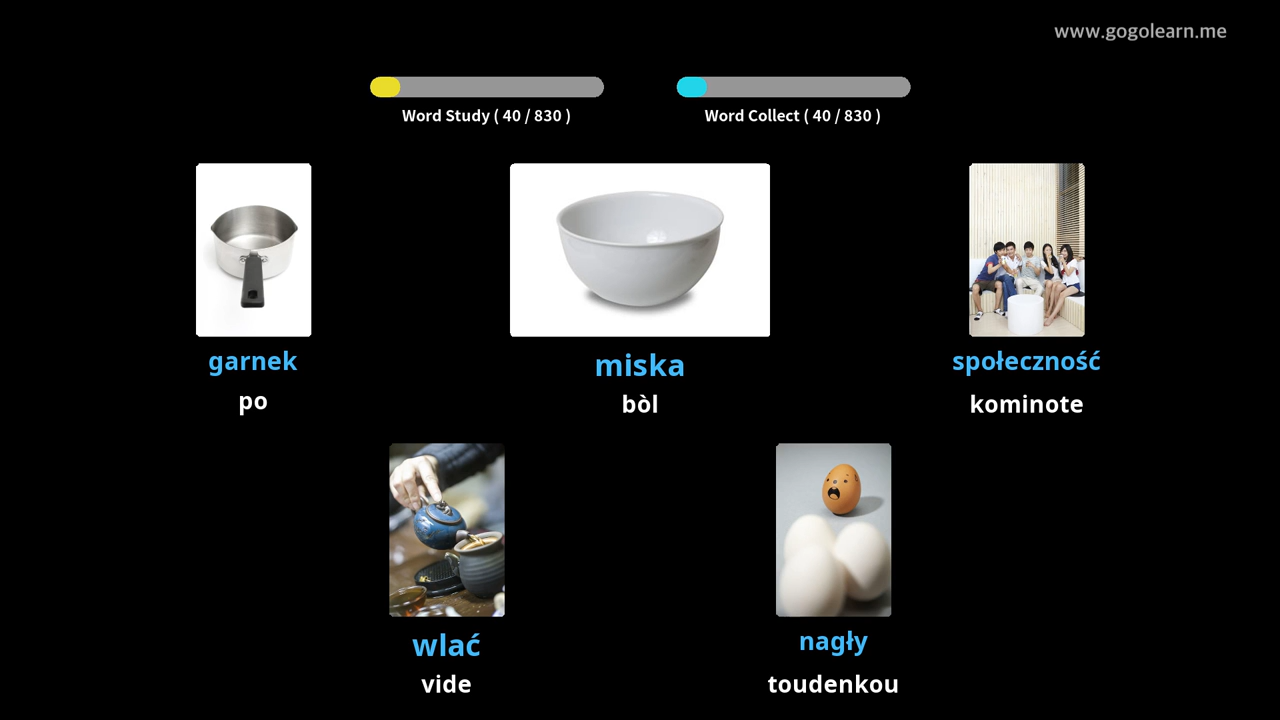 www.gogolearn.me
Word Study ( 40 / 830 )
Word Collect ( 40 / 830 )
garnek
po
miska
bòl
społeczność
kominote
wlać
vide
nagły
toudenkou